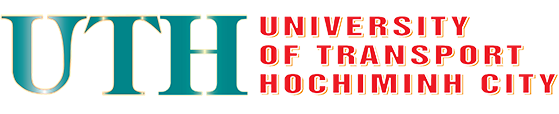 UTH
UNIVERSITY
OF TRANSPORT
HOCHIMINH CITY